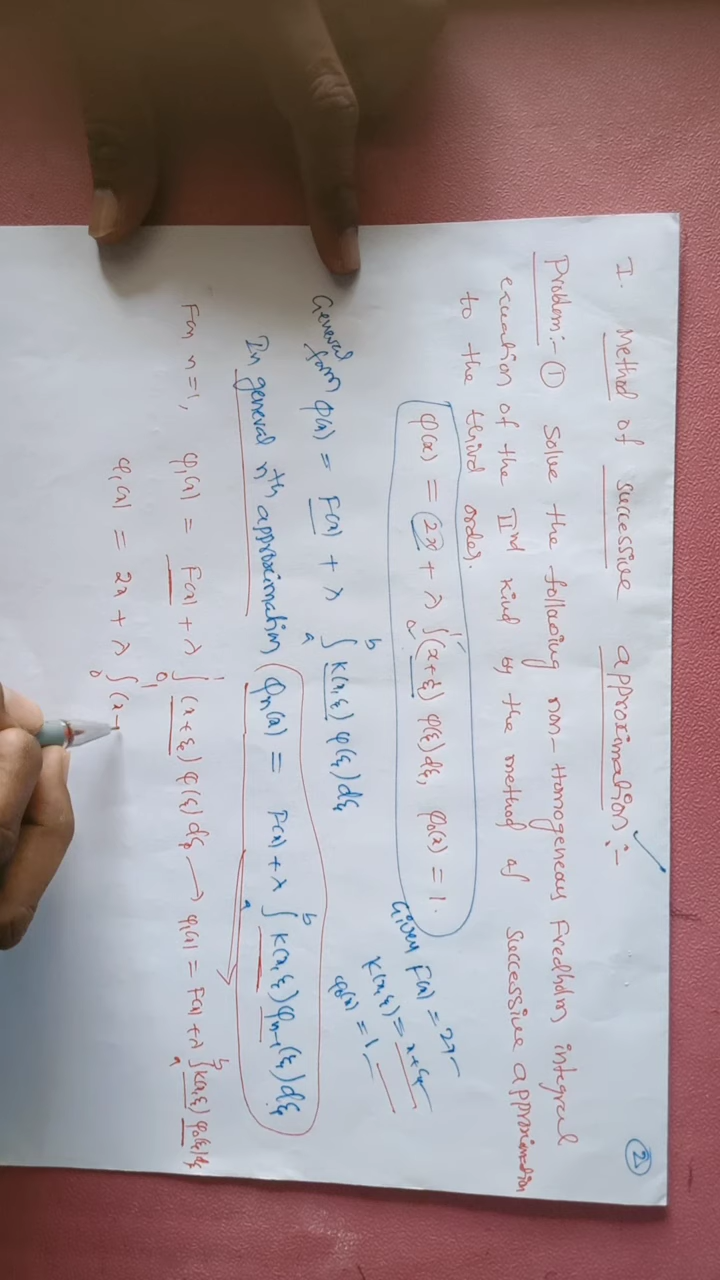 ②
I. Method of successive approximation:-
Problem:- ① Solve the following non-Homogeneous Fredholm integral
equation of the IInd kind by the method of successive approximation
to the third order.
φ(x) = 2x + λ ∫₀¹ (x+ξ) φ(ξ)dξ, φ₀(x) = 1.
Given F(x) = 2x
K(x,ξ) = x+ξ
φ₀(x) = 1
General form φ(x) = F(x) + λ ∫ₐᵇ K(x,ξ) φ(ξ)dξ
In general nth approximation φn(x) = F(x) + λ ∫ₐᵇ K(x,ξ) φn-1(ξ)dξ
For n=1, φ₁(x) = F(x) + λ ∫₀¹ (x+ξ) φ(ξ)dξ → φ₁(x) = F(x) + λ ∫ₐᵇ K(x,ξ) φ₀(ξ)dξ
φ₁(x) = 2x + λ ∫₀¹ (x